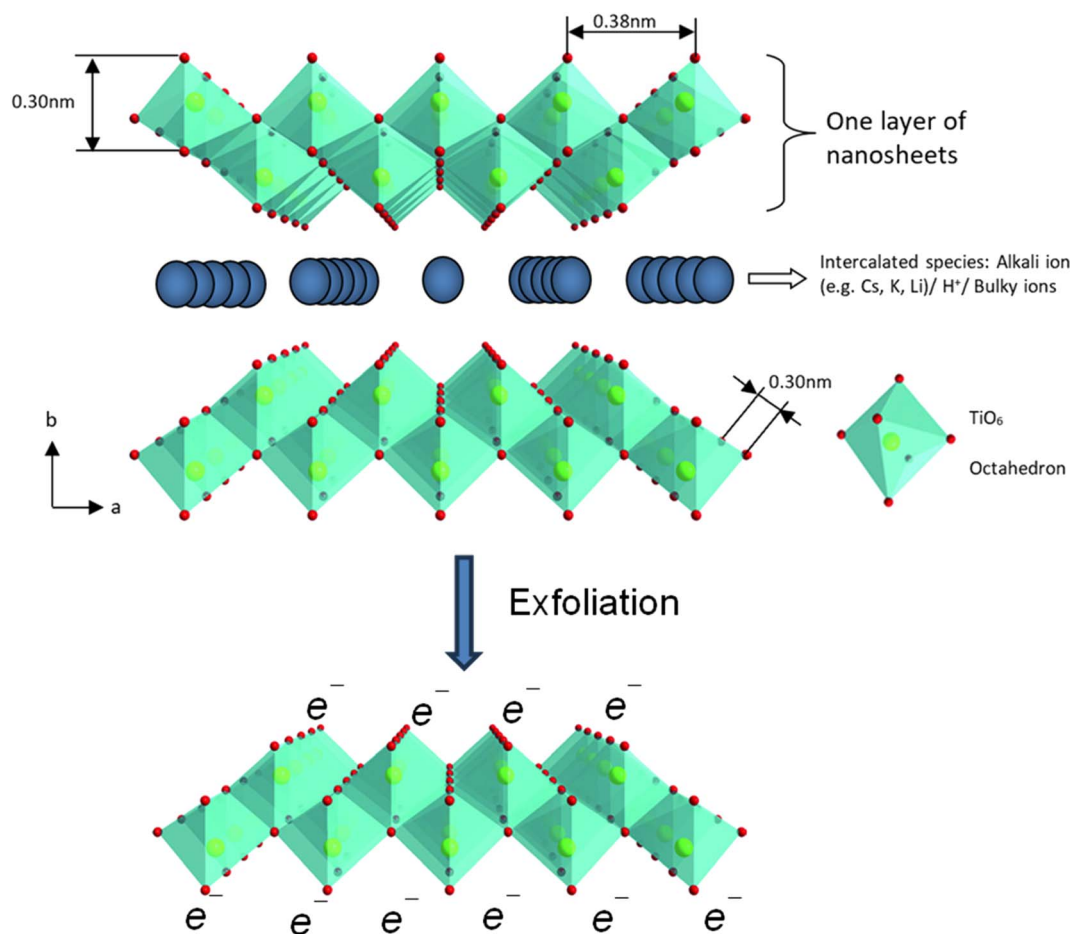 0.38nm
0.30nm
One layer of
nanosheets
Intercalated species: Alkali ion
(e.g. Cs, K, Li)/ H⁺/ Bulky ions
0.30nm
TiO₆
Octahedron
b
a
Exfoliation
e⁻ e⁻ e⁻ e⁻
e⁻ e⁻ e⁻ e⁻ e⁻ e⁻